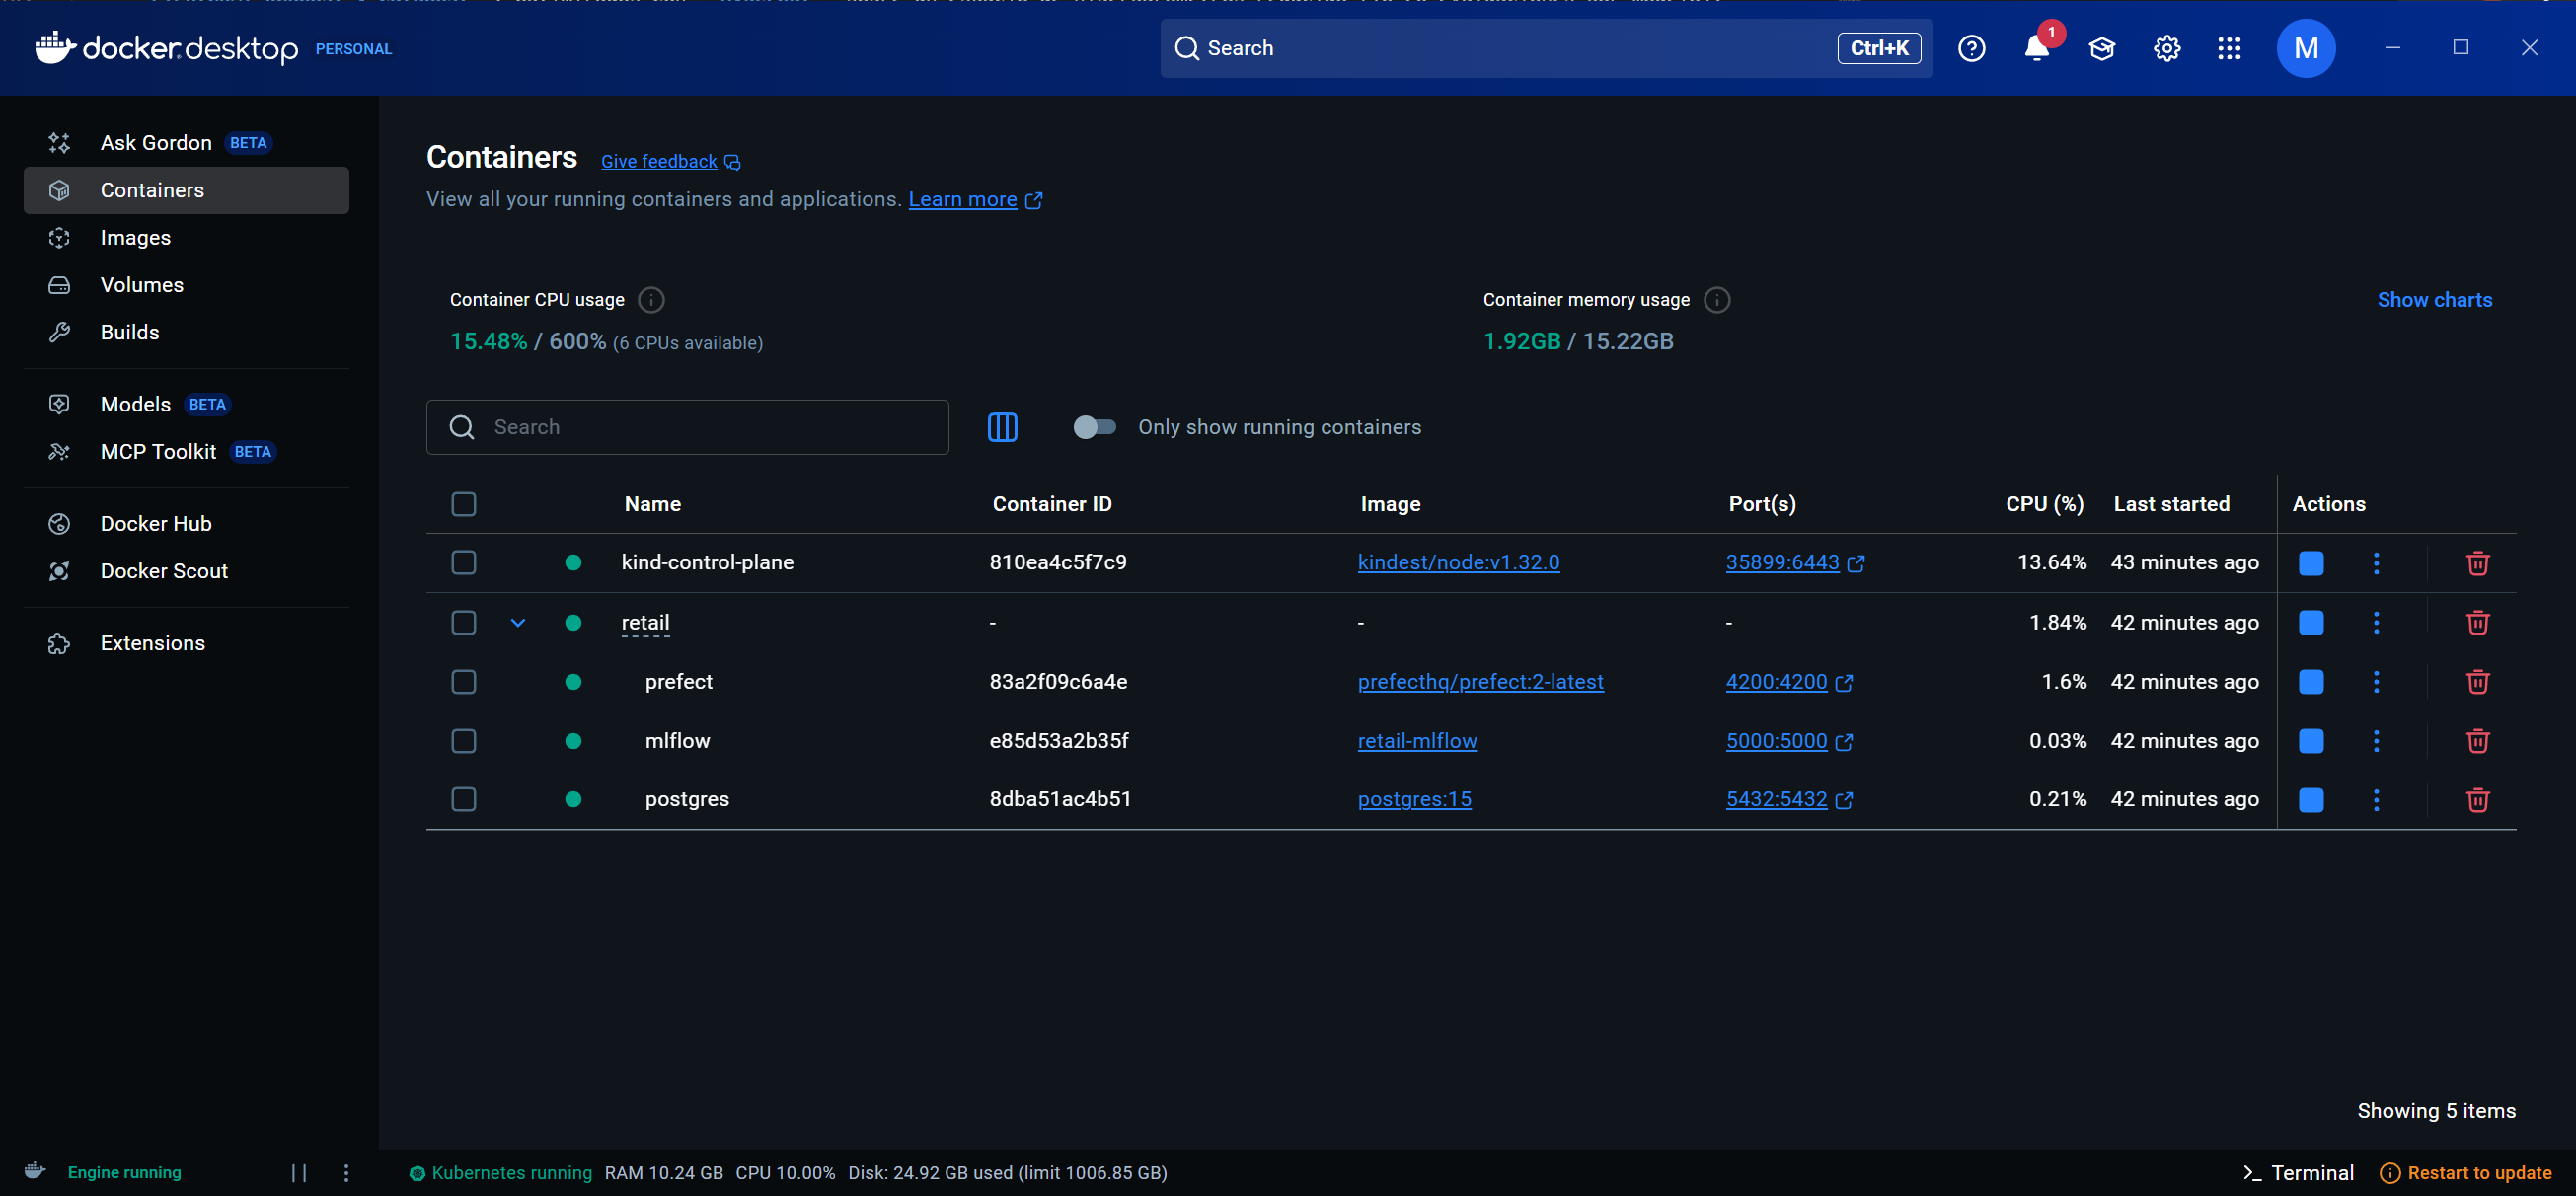 docker desktop PERSONAL
Search Ctrl+K
1
M
Ask Gordon BETA
Containers
Images
Volumes
Builds
Models BETA
MCP Toolkit BETA
Docker Hub
Docker Scout
Extensions
Containers Give feedback
View all your running containers and applications. Learn more
Container CPU usage
15.48% / 600% (6 CPUs available)
Container memory usage
1.92GB / 15.22GB
Show charts
Search
Only show running containers
Name Container ID Image Port(s) CPU (%) Last started Actions
kind-control-plane 810ea4c5f7c9 kindest/node:v1.32.0 35899:6443 13.64% 43 minutes ago
retail - - - 1.84% 42 minutes ago
prefect 83a2f09c6a4e prefecthq/prefect:2-latest 4200:4200 1.6% 42 minutes ago
mlflow e85d53a2b35f retail-mlflow 5000:5000 0.03% 42 minutes ago
postgres 8dba51ac4b51 postgres:15 5432:5432 0.21% 42 minutes ago
Showing 5 items
Engine running
Kubernetes running RAM 10.24 GB CPU 10.00% Disk: 24.92 GB used (limit 1006.85 GB)
Terminal
Restart to update